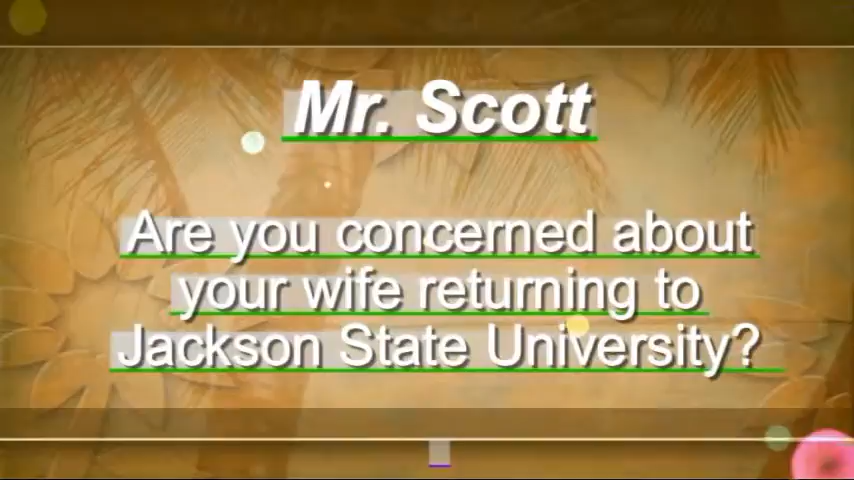 Mr. Scott
Are you concerned about
your wife returning to
Jackson State University?